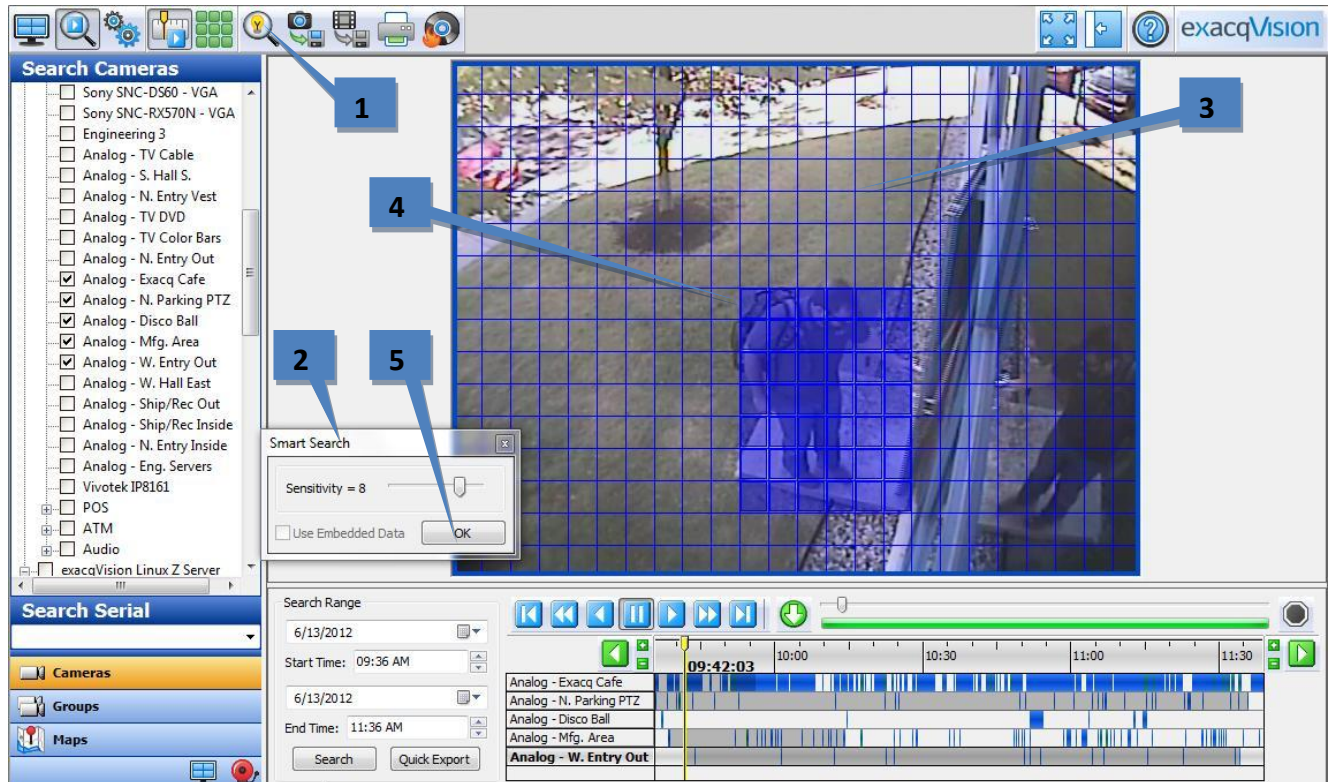 exacqVision
Search Cameras
Sony SNC-DS60 - VGA
Sony SNC-RX570N - VGA
Engineering 3
Analog - TV Cable
Analog - S. Hall S.
Analog - N. Entry Vest
Analog - TV DVD
Analog - TV Color Bars
Analog - N. Entry Out
Analog - Exacq Cafe
Analog - N. Parking PTZ
Analog - Disco Ball
Analog - Mfg. Area
Analog - W. Entry Out
Analog - W. Hall East
Analog - Ship/Rec Out
Analog - Ship/Rec Inside
Analog - N. Entry Inside
Analog - Eng. Servers
Vivotek IP8161
POS
ATM
Audio
exacqVision Linux Z Server
Search Serial
Cameras
Groups
Maps
1
3
4
2
5
Smart Search
Sensitivity = 8
Use Embedded Data
OK
Search Range
6/13/2012
Start Time: 09:36 AM
6/13/2012
End Time: 11:36 AM
Search
Quick Export
09:42:03
10:00
10:30
11:00
11:30
Analog - Exacq Cafe
Analog - N. Parking PTZ
Analog - Disco Ball
Analog - Mfg. Area
Analog - W. Entry Out